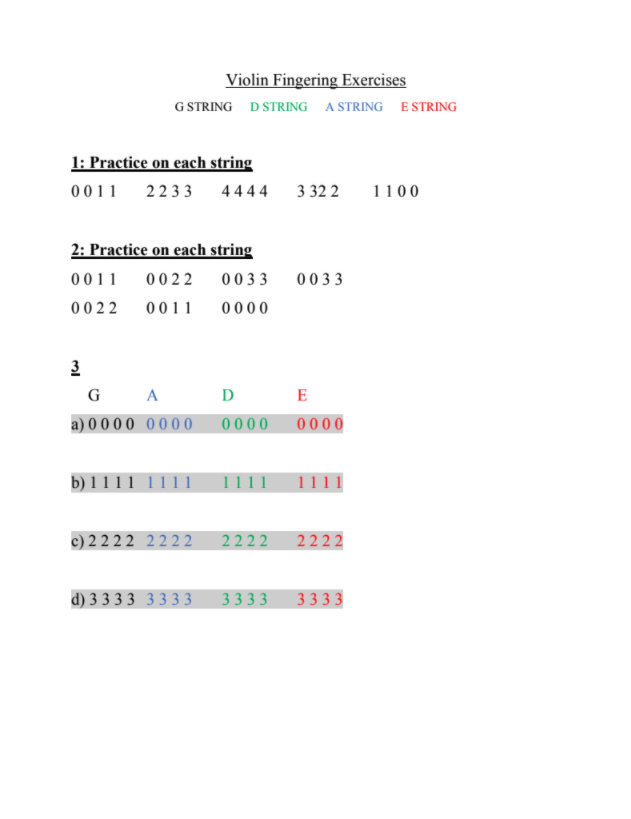 Violin Fingering Exercises
G STRING D STRING A STRING E STRING
1: Practice on each string
0 0 1 1 2 2 3 3 4 4 4 4 3 32 2 1 1 0 0
2: Practice on each string
0 0 1 1 0 0 2 2 0 0 3 3 0 0 3 3
0 0 2 2 0 0 1 1 0 0 0 0
3
G A D E
a) 0 0 0 0 0 0 0 0 0 0 0 0 0 0 0 0
b) 1 1 1 1 1 1 1 1 1 1 1 1 1 1 1 1
c) 2 2 2 2 2 2 2 2 2 2 2 2 2 2 2 2
d) 3 3 3 3 3 3 3 3 3 3 3 3 3 3 3 3